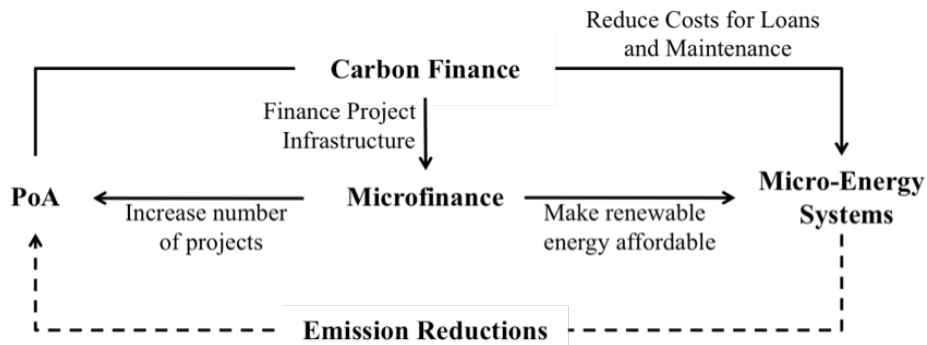 Reduce Costs for Loans
and Maintenance
Carbon Finance
Finance Project
Infrastructure
PoA
Microfinance
Micro-Energy
Systems
Increase number
of projects
Make renewable
energy affordable
Emission Reductions